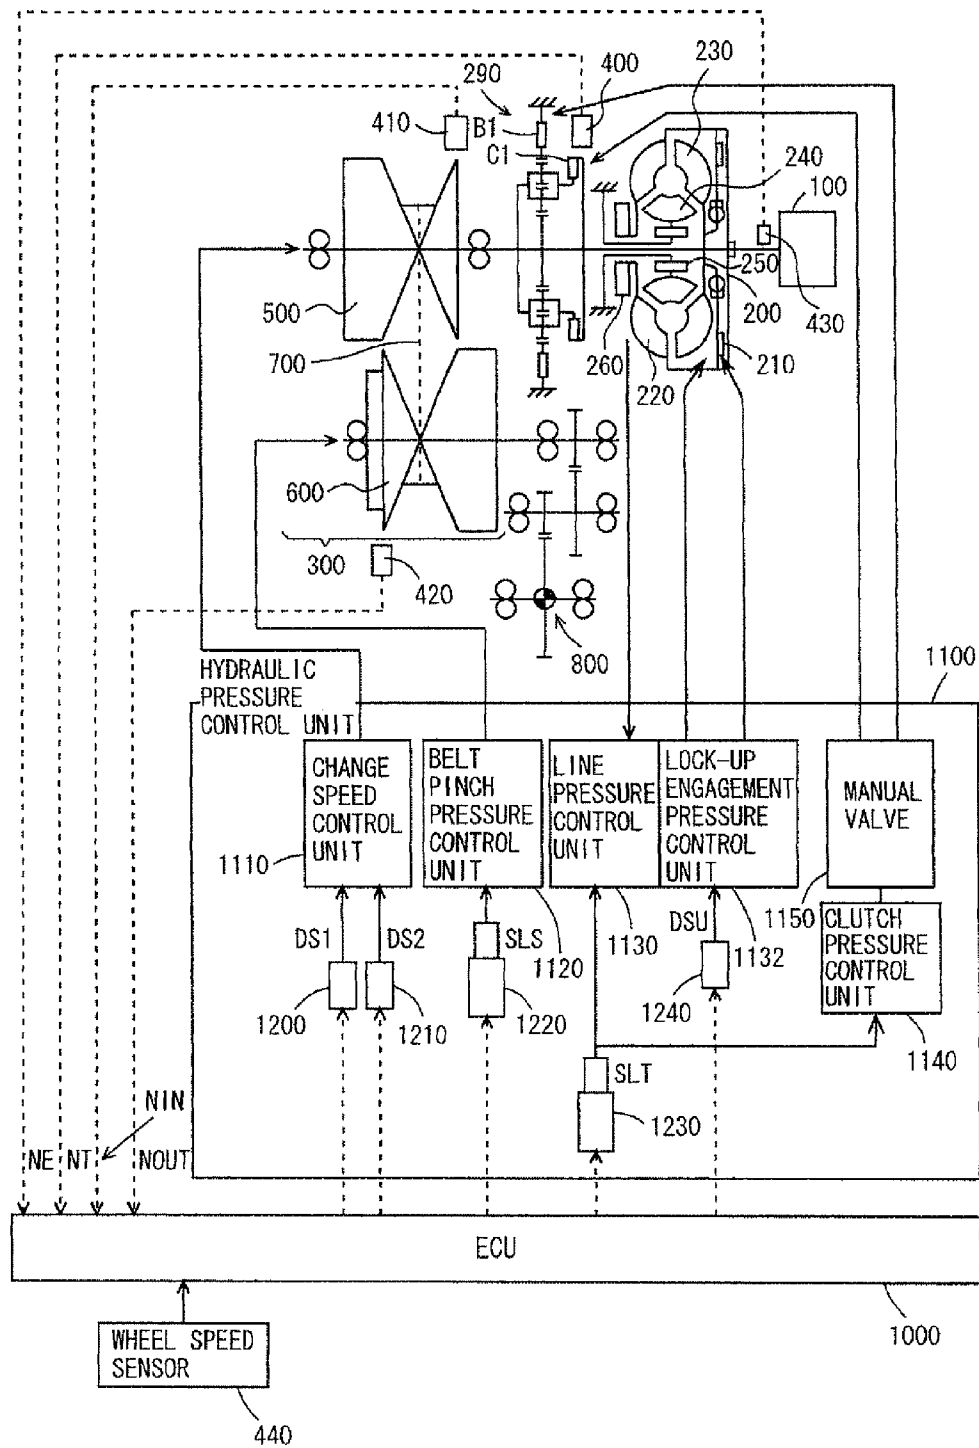 230
400
290
410
B1
C1
240
100
250
500
200
430
700
260
210
220
600
300
420
800
1100
HYDRAULIC
PRESSURE
CONTROL UNIT
CHANGE
SPEED
CONTROL
UNIT
BELT
PINCH
PRESSURE
CONTROL
UNIT
LINE
PRESSURE
CONTROL
UNIT
LOCK-UP
ENGAGEMENT
PRESSURE
CONTROL
UNIT
MANUAL
VALVE
1110
1150
CLUTCH
PRESSURE
CONTROL
UNIT
DS1
DS2
SLS
1120
1130
DSU
1132
1200
1210
1220
1240
1140
SLT
1230
NIN
NE
NT
NOUT
ECU
1000
WHEEL SPEED
SENSOR
440